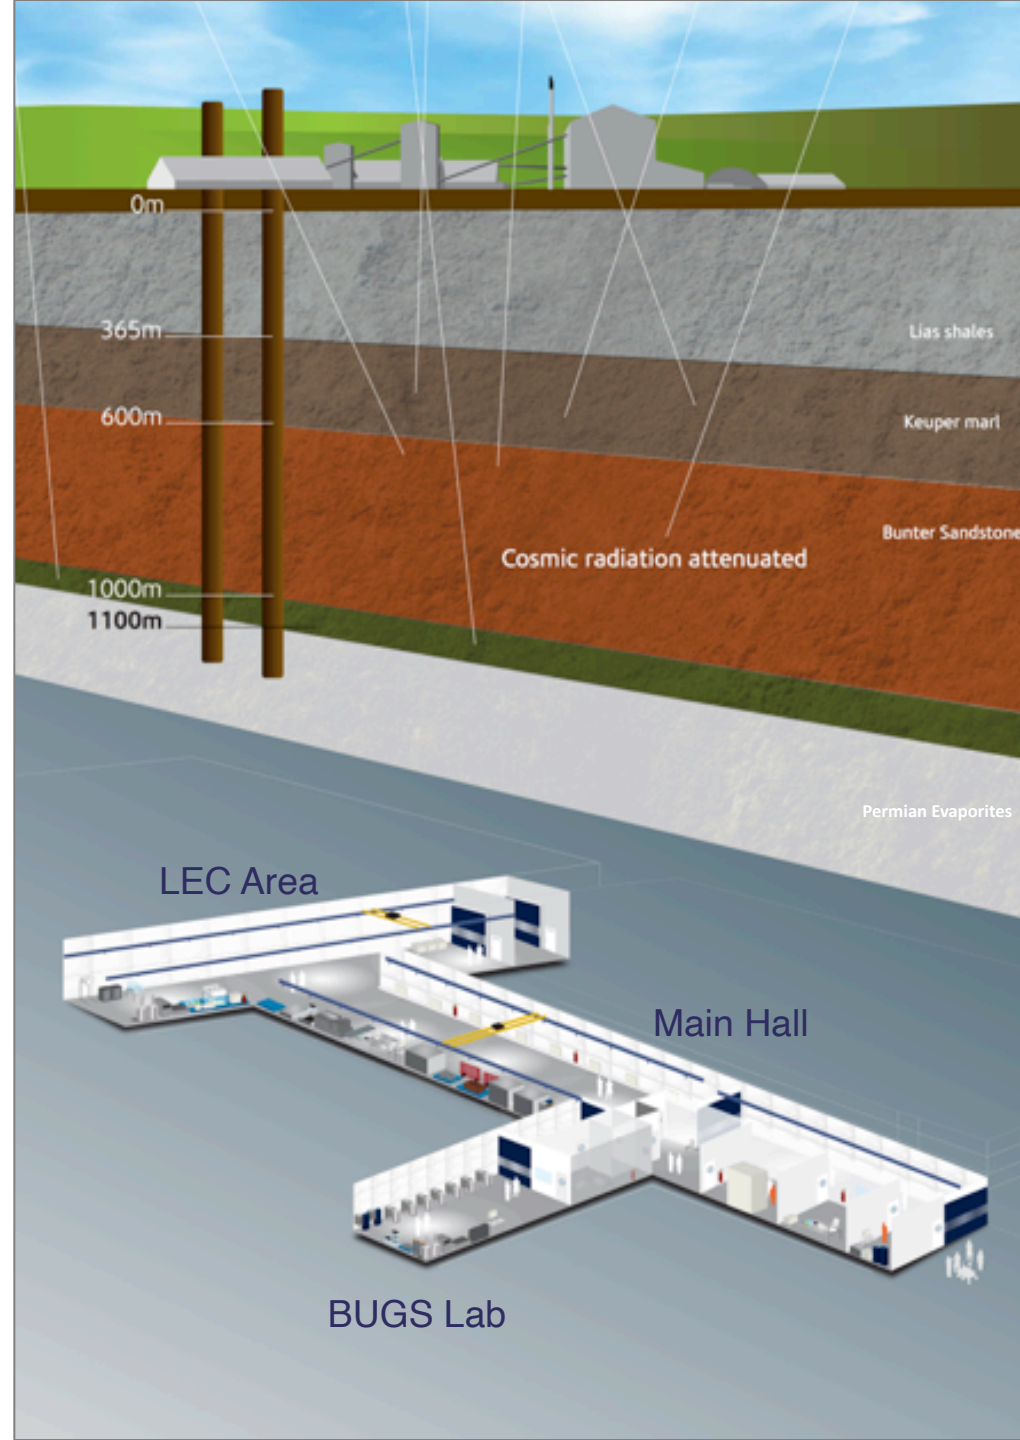 0m
365m
Lias shales
600m
Keuper marl
Bunter Sandstone
Cosmic radiation attenuated
1000m
1100m
Permian Evaporites
LEC Area
Main Hall
BUGS Lab